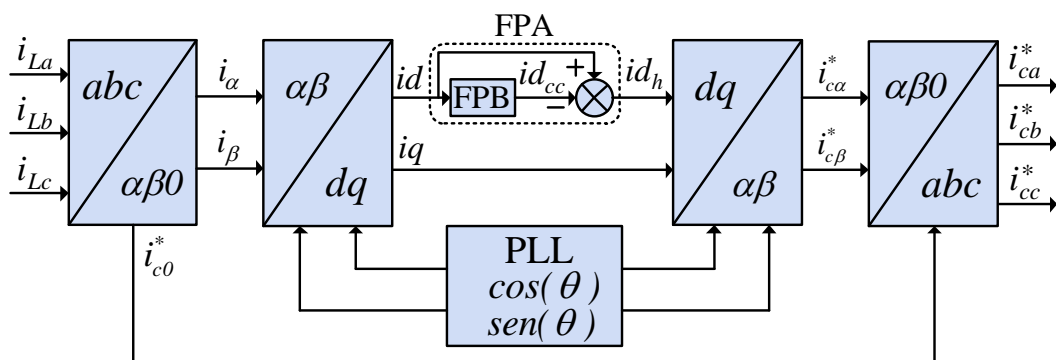 FPA
i_La
i_Lb
i_Lc
abc
αβ0
i*_c0
i_α
i_β
αβ
dq
id
iq
FPB
id_cc
+
−
id_h
dq
αβ
i*_cα
i*_cβ
αβ0
abc
i*_ca
i*_cb
i*_cc
PLL
cos( θ )
sen( θ )